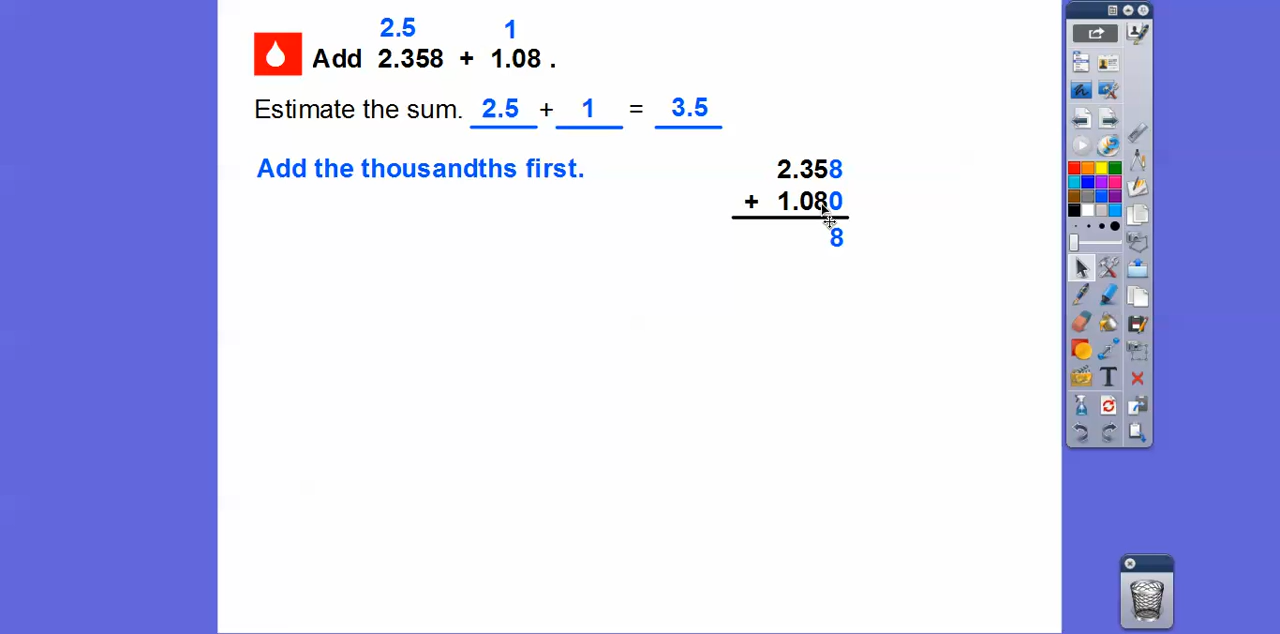 2.5 1
Add 2.358 + 1.08 .
Estimate the sum. 2.5 + 1 = 3.5
Add the thousandths first.
2.358
+ 1.080
8
T